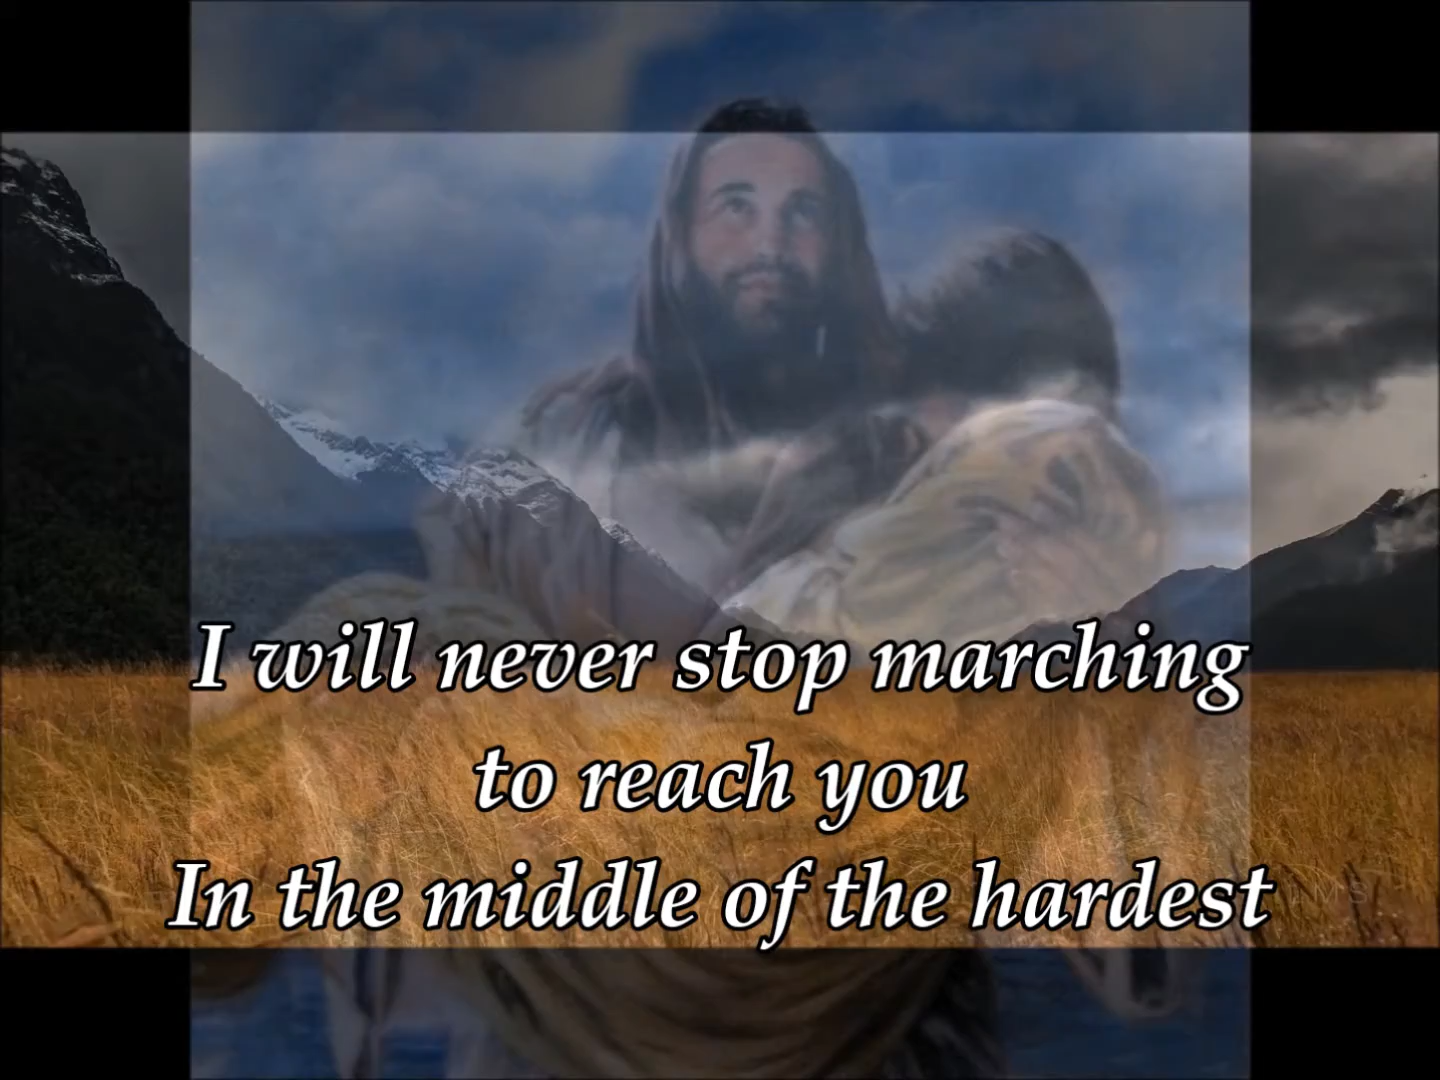 I will never stop marching
to reach you
In the middle of the hardest